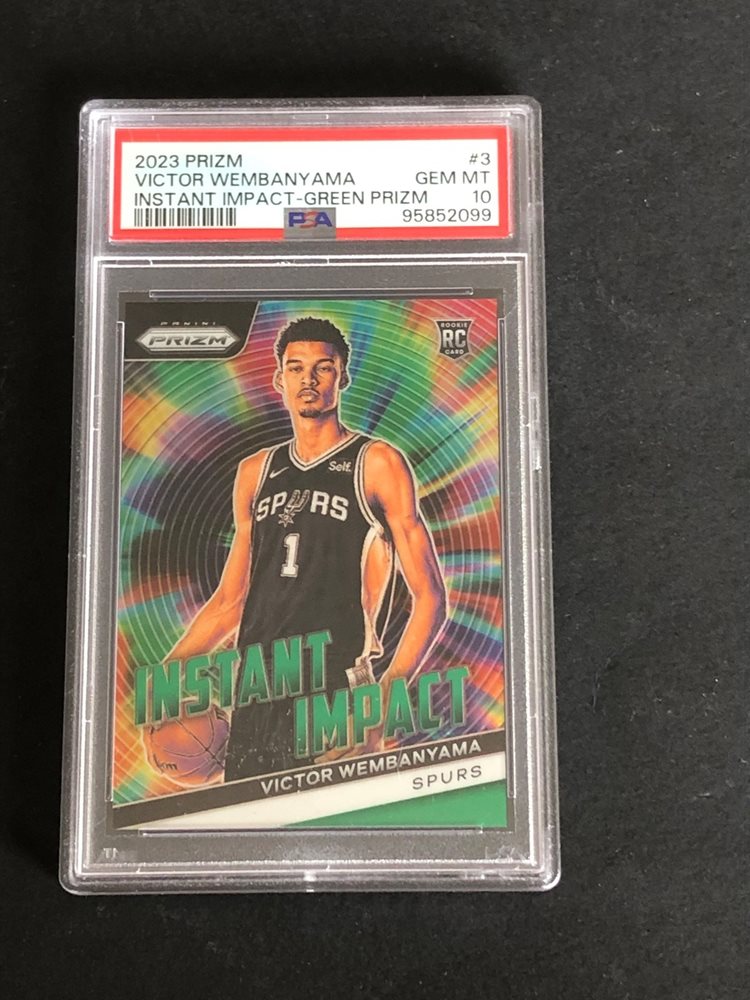 2023 PRIZM #3
VICTOR WEMBANYAMA GEM MT
INSTANT IMPACT-GREEN PRIZM 10
PSA 95852099
PANINI
PRIZM
ROOKIE
RC
CARD
Self.
SPURS
1
INSTANT
IMPACT
VICTOR WEMBANYAMA
SPURS